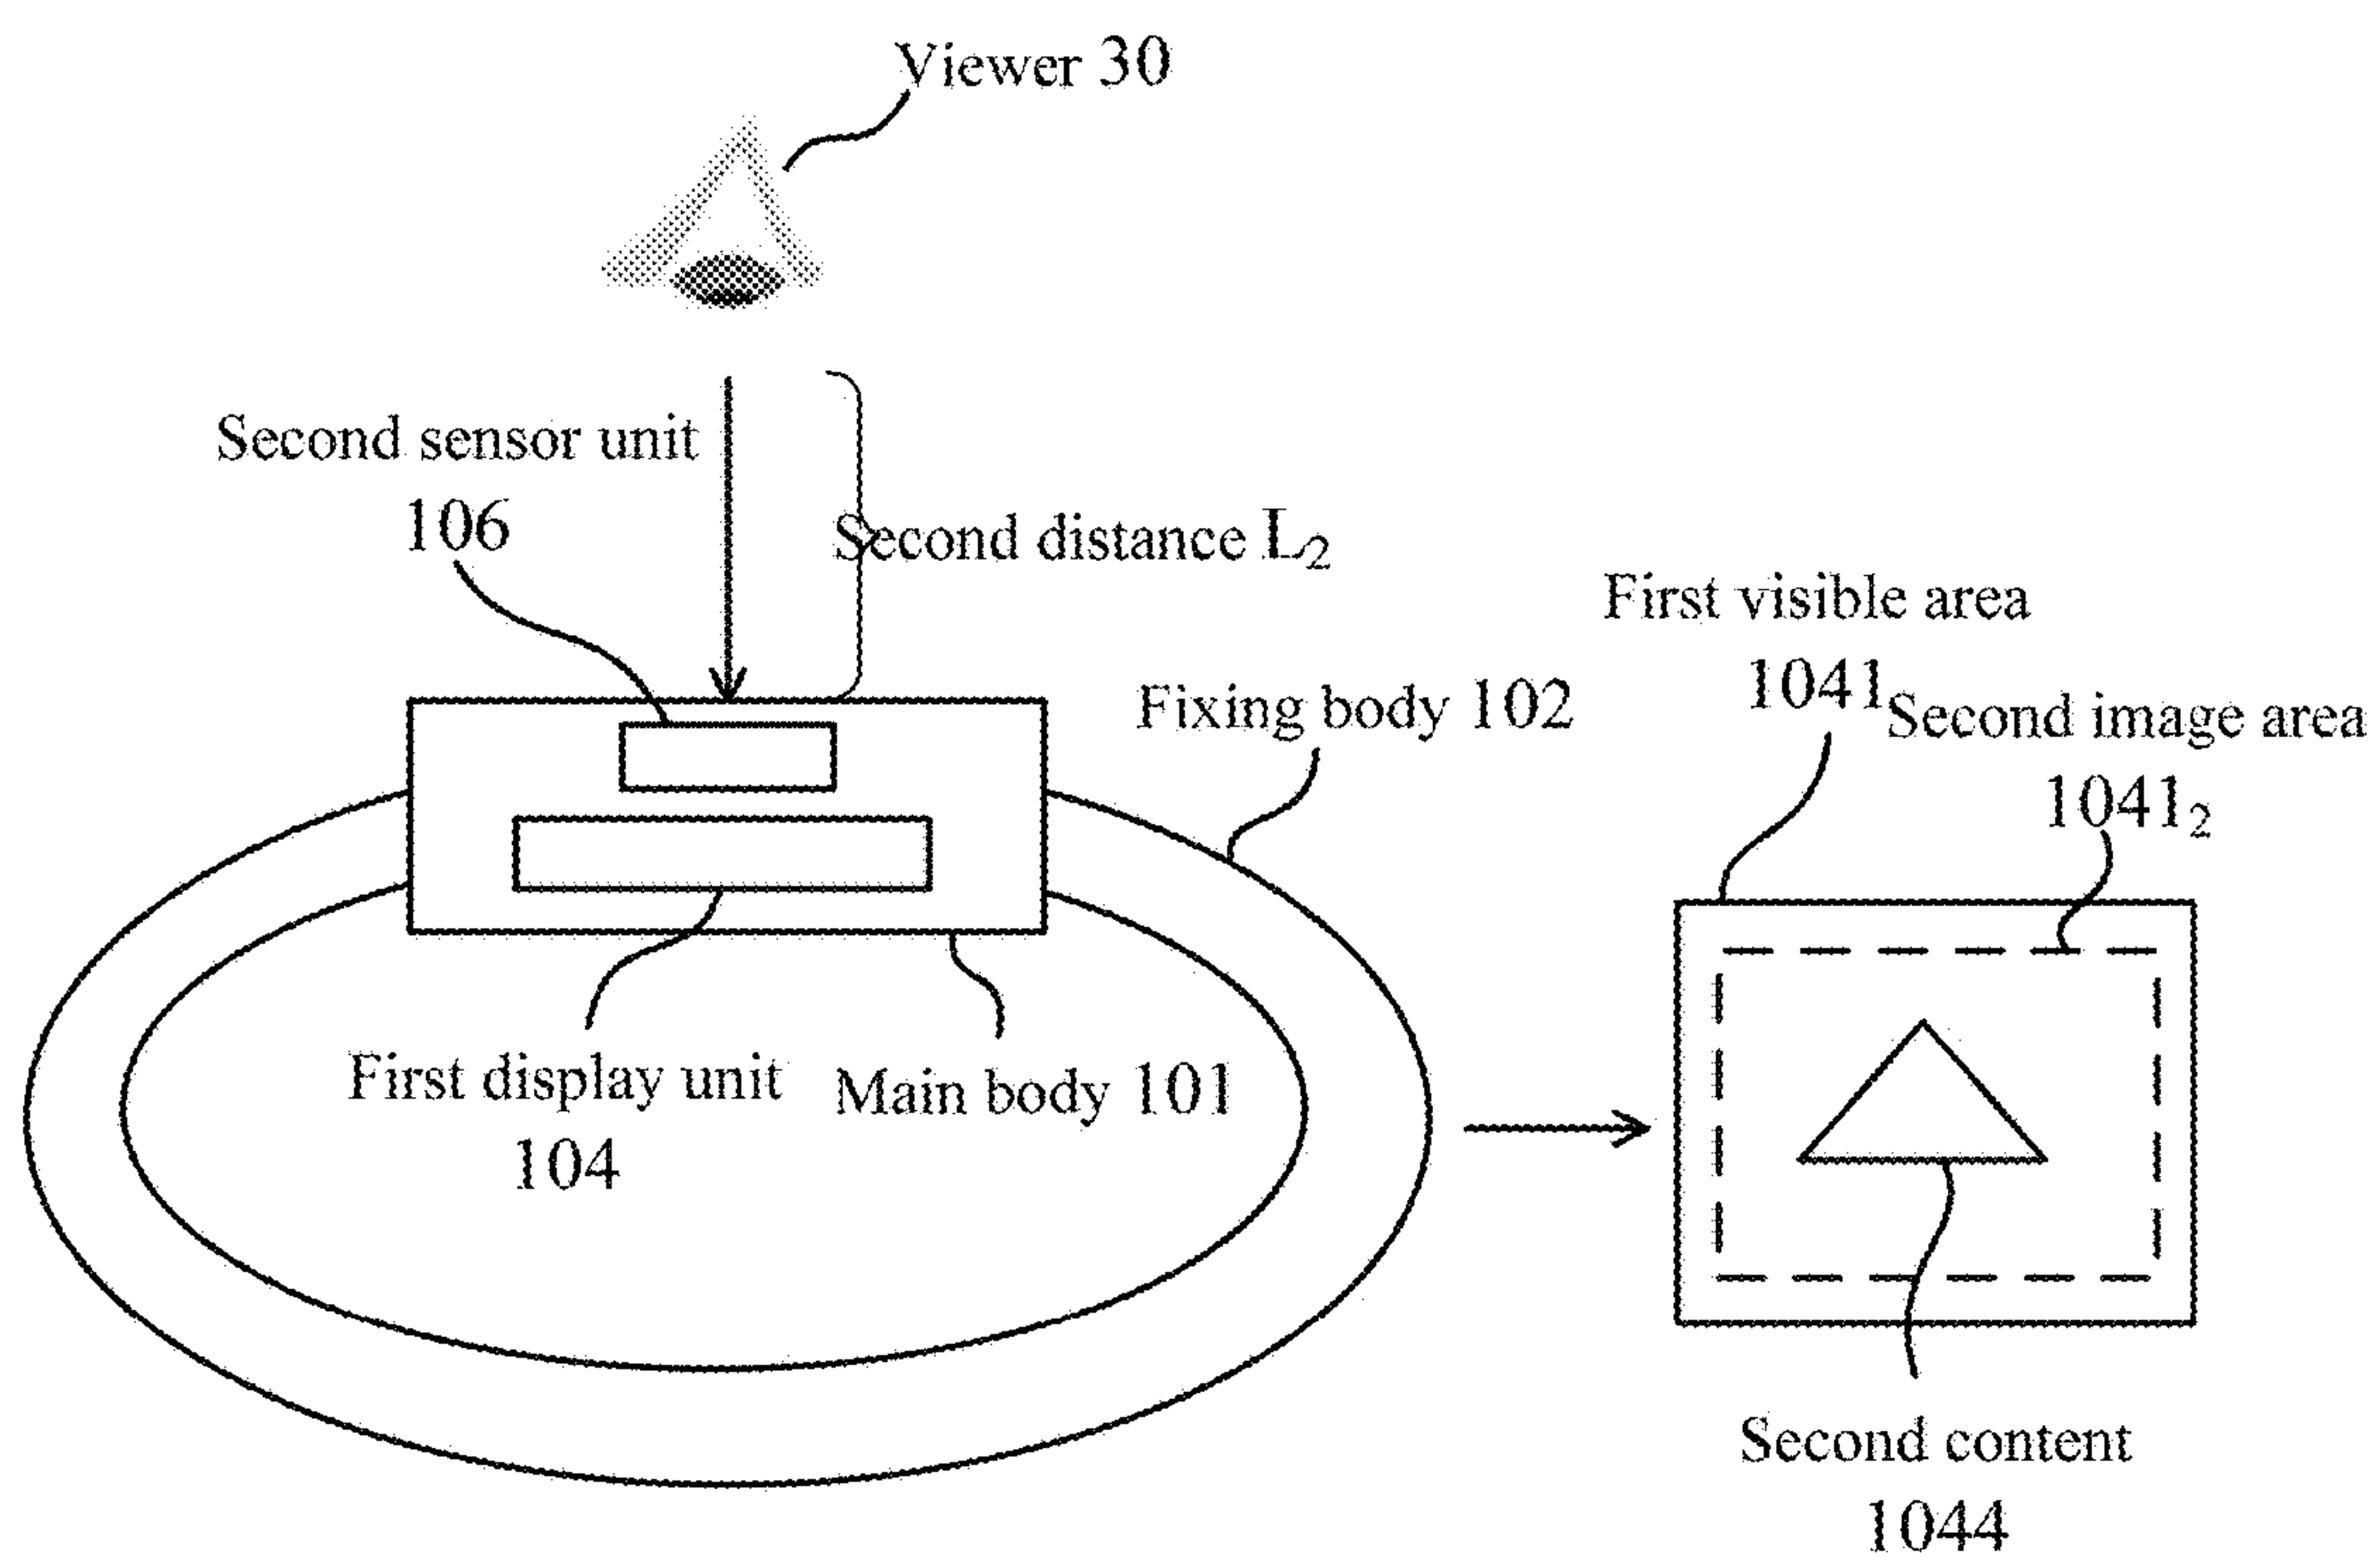 Viewer 30
Second sensor unit
106
Second distance L₂
First visible area
1041
Fixing body 102
Second image area
1041₂
First display unit
104
Main body 101
Second content
1044